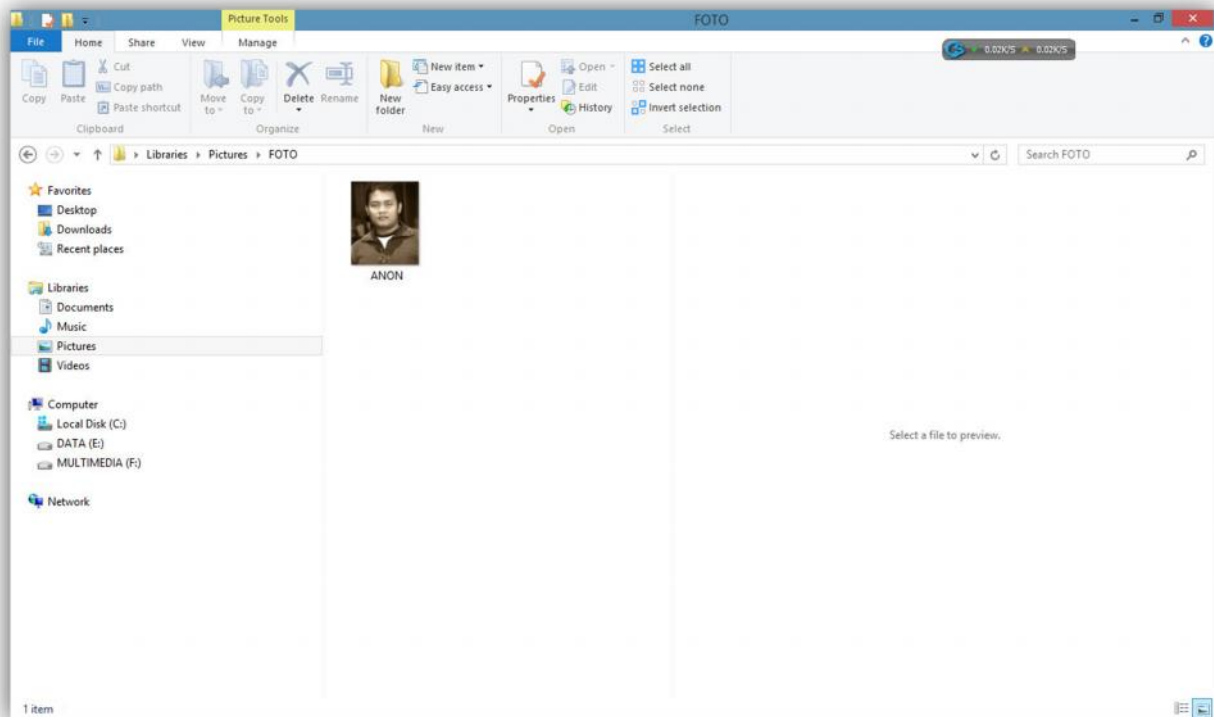 Picture Tools
FOTO
File Home Share View Manage
0.02K/S 0.02K/S
Copy
Paste
Cut
Copy path
Paste shortcut
Clipboard
Move to
Copy to
Delete
Rename
Organize
New folder
New item
Easy access
New
Properties
Open
Edit
History
Open
Select all
Select none
Invert selection
Select
Libraries Pictures FOTO
Search FOTO
Favorites
Desktop
Downloads
Recent places
Libraries
Documents
Music
Pictures
Videos
Computer
Local Disk (C:)
DATA (E:)
MULTIMEDIA (F:)
Network
ANON
Select a file to preview.
1 item